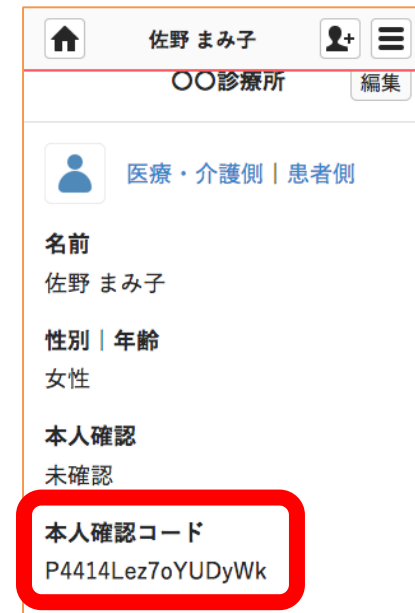 佐野 まみ子
〇〇診療所
編集
医療・介護側 | 患者側
名前
佐野 まみ子
性別 | 年齢
女性
本人確認
未確認
本人確認コード
P4414Lez7oYUDyWk